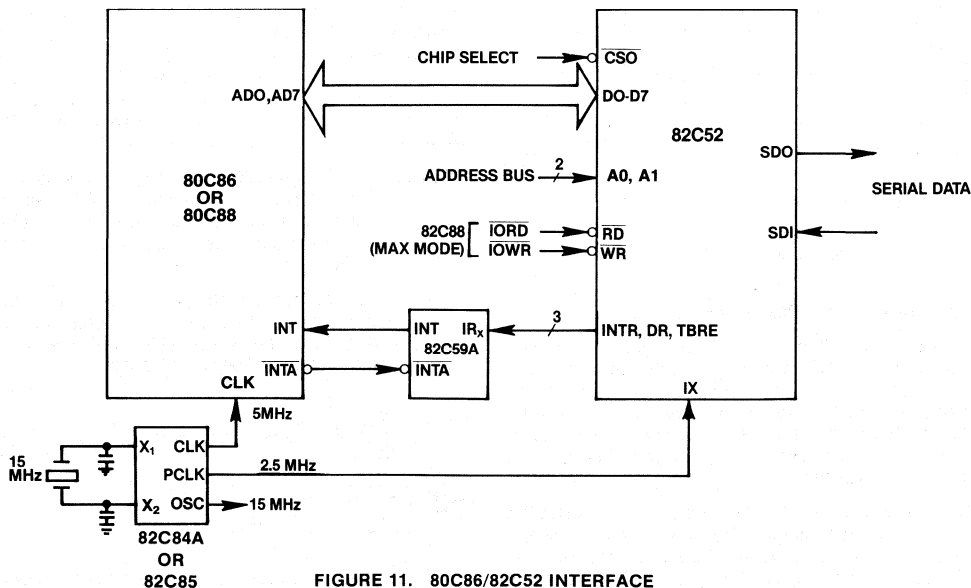 CHIP SELECT
CSO
ADO,AD7
DO-D7
82C52
80C86
OR
80C88
SDO
ADDRESS BUS
2
A0, A1
SERIAL DATA
82C88
(MAX MODE)
IORD
IOWR
RD
WR
SDI
INT
INT
IRx
82C59A
INTA
INTA
3
INTR, DR, TBRE
CLK
IX
5MHz
15
MHz
X1
CLK
PCLK
2.5 MHz
X2
OSC
15 MHz
82C84A
OR
82C85
FIGURE 11. 80C86/82C52 INTERFACE